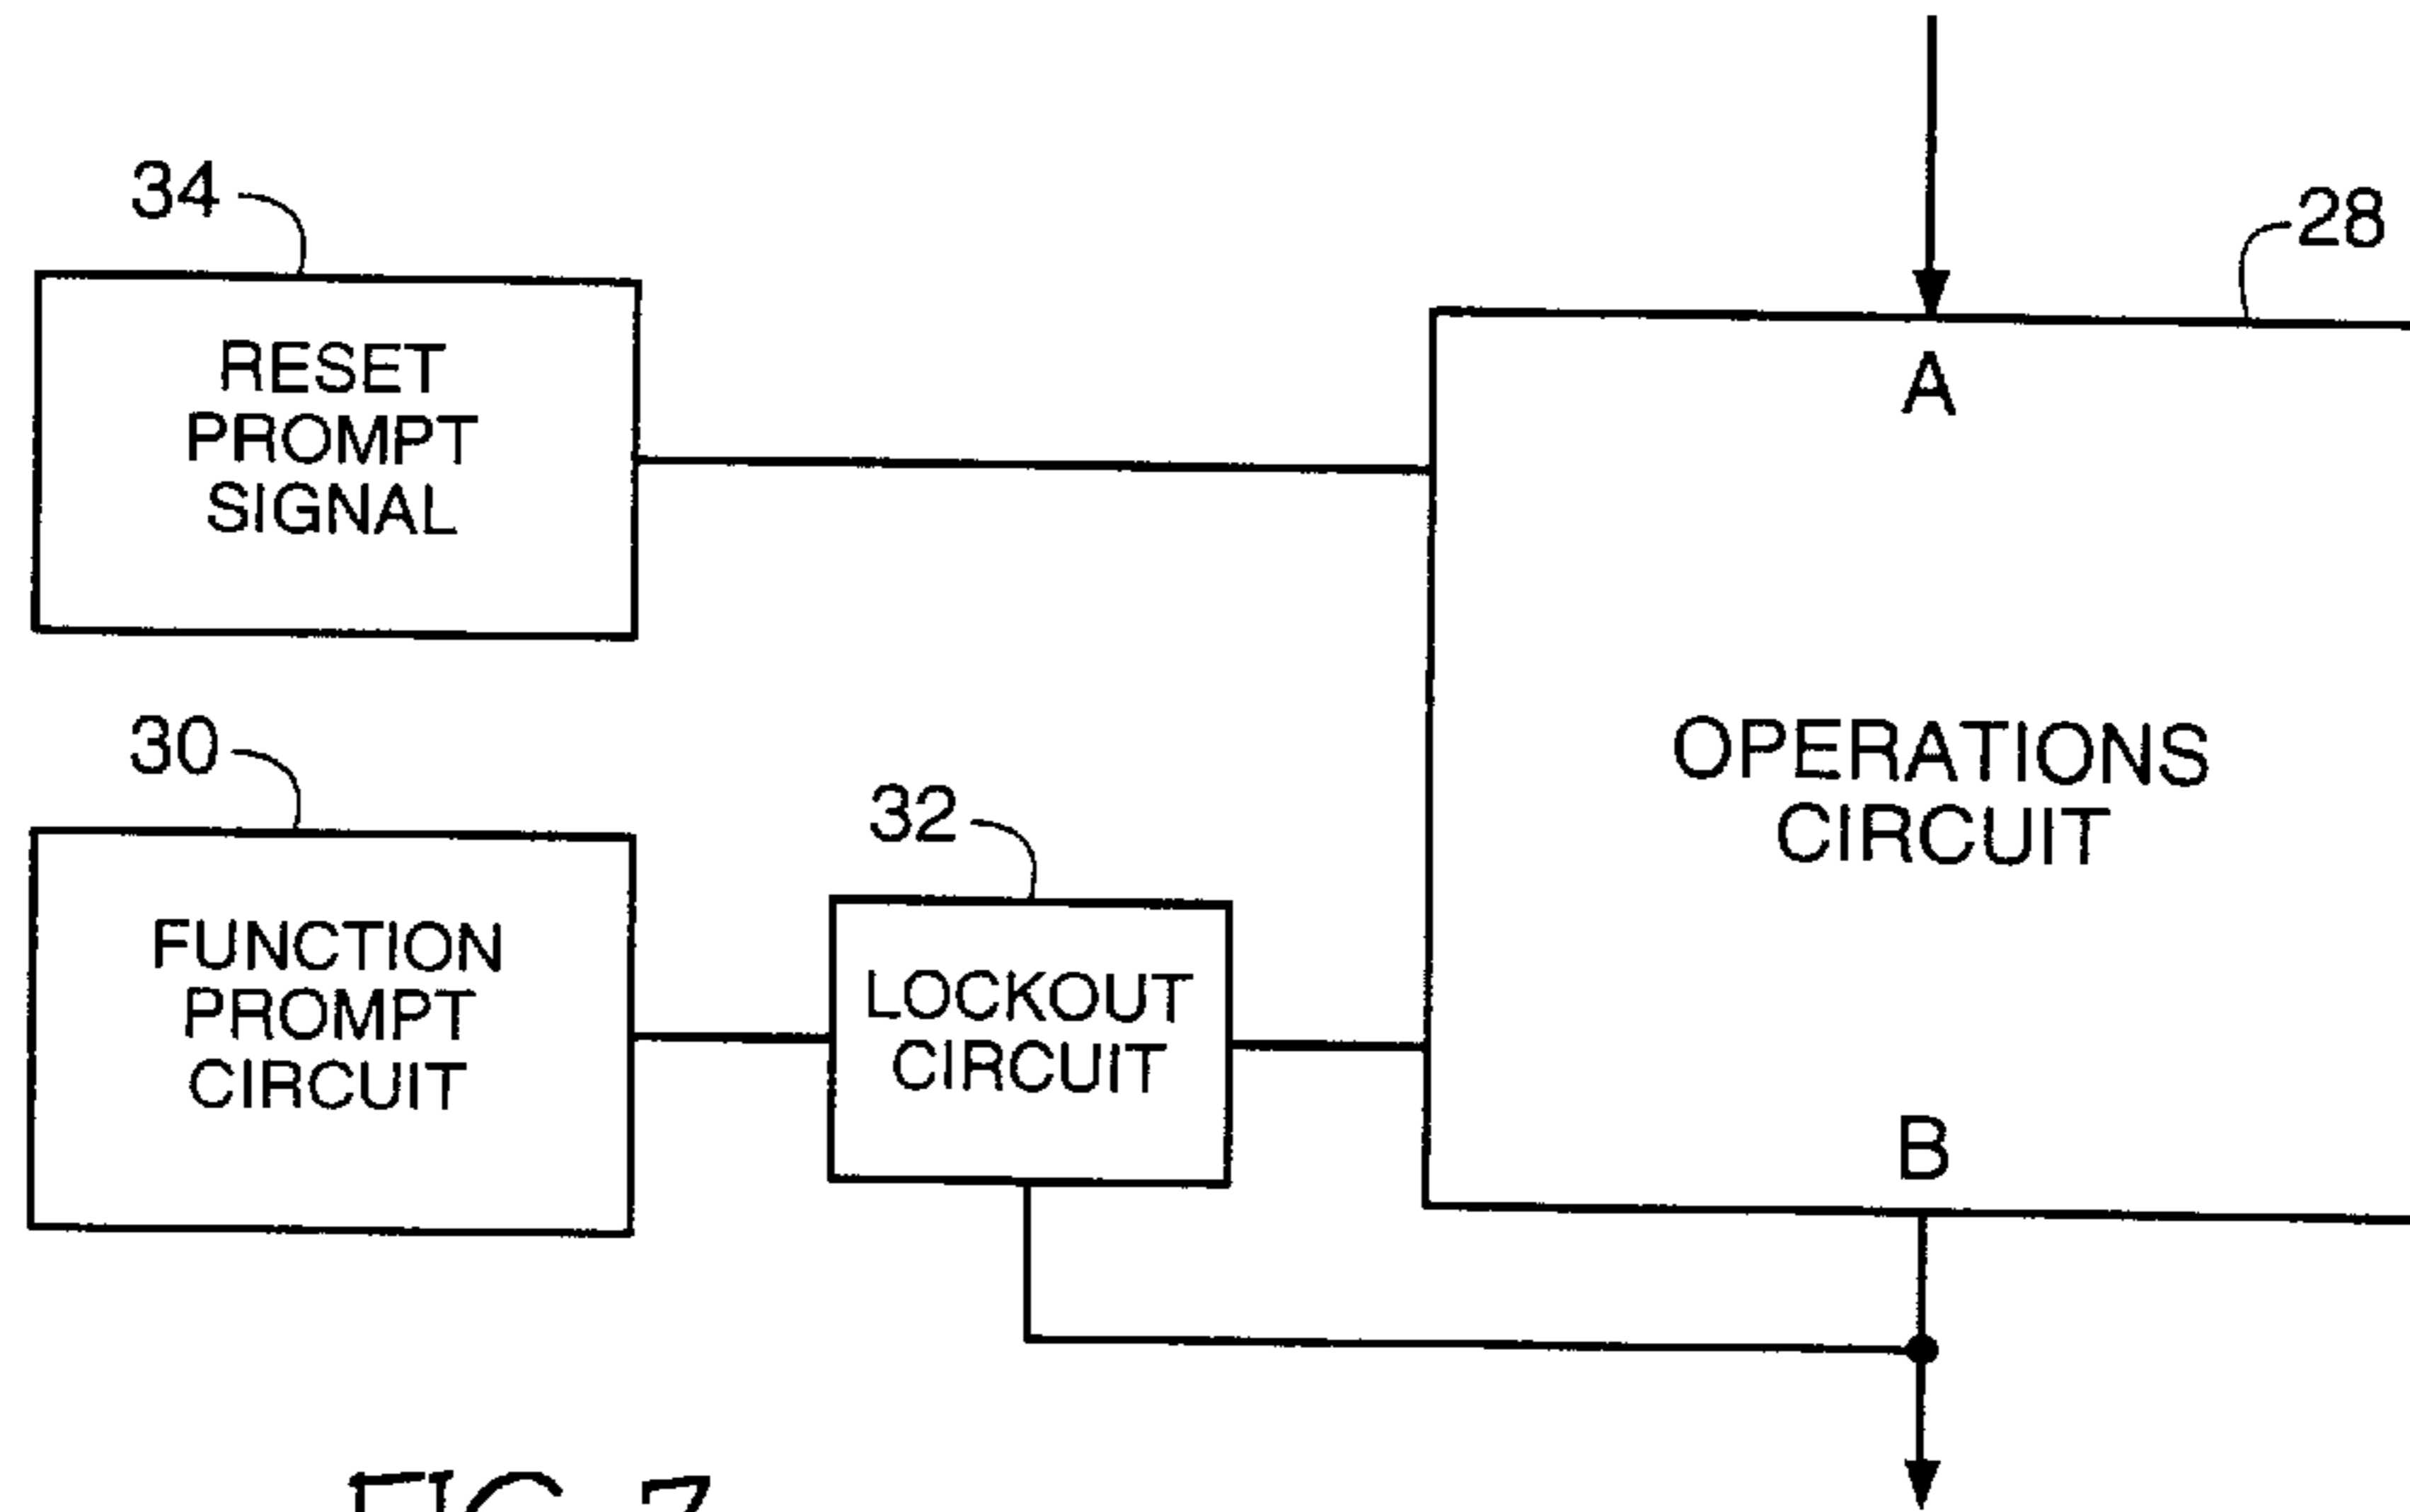 34
RESET
PROMPT
SIGNAL
28
A
30
FUNCTION
PROMPT
CIRCUIT
32
LOCKOUT
CIRCUIT
OPERATIONS
CIRCUIT
B